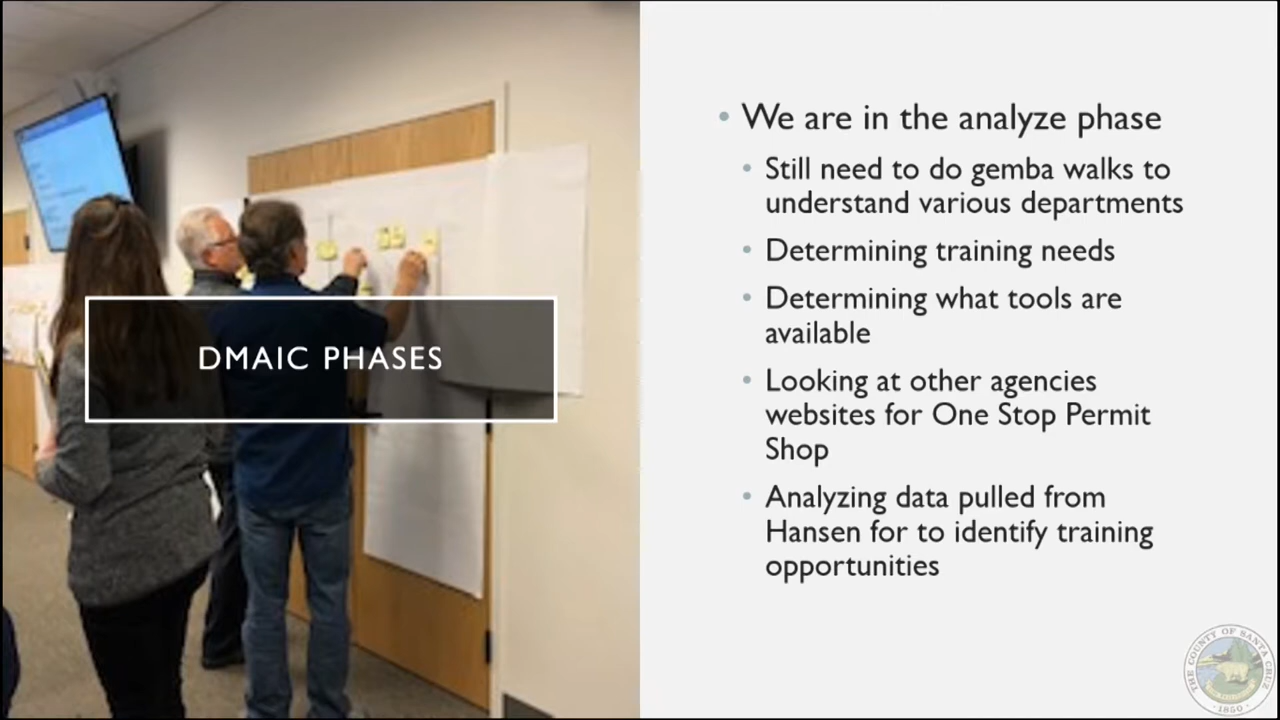 DMAIC PHASES
• We are in the analyze phase
• Still need to do gemba walks to
understand various departments
• Determining training needs
• Determining what tools are
available
• Looking at other agencies
websites for One Stop Permit
Shop
• Analyzing data pulled from
Hansen for to identify training
opportunities
THE COUNTY OF SANTA CRUZ
· 1850 ·